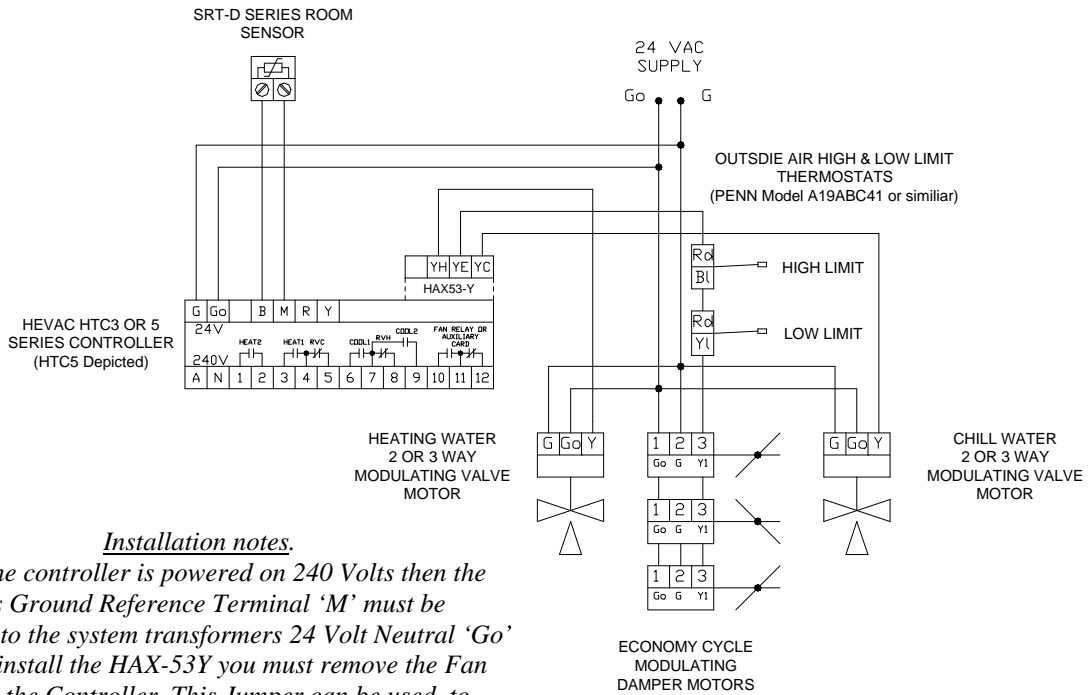 SRT-D SERIES ROOM
SENSOR
24 VAC
SUPPLY
Go G
OUTSDIE AIR HIGH & LOW LIMIT
THERMOSTATS
(PENN Model A19ABC41 or similiar)
YH YE YC
HAX53-Y
Rd
Bl
HIGH LIMIT
Rd
Yl
LOW LIMIT
HEVAC HTC3 OR 5
SERIES CONTROLLER
(HTC5 Depicted)
G Go B M R Y
24V
HEAT2 HEAT1 RVC COOL1 RVH COOL2 FAN RELAY OR
AUXILIARY
CARD
240V
A N 1 2 3 4 5 6 7 8 9 10 11 12
HEATING WATER
2 OR 3 WAY
MODULATING VALVE
MOTOR
G Go Y
1 2 3
Go G Y1
1 2 3
Go G Y1
1 2 3
Go G Y1
G Go Y
CHILL WATER
2 OR 3 WAY
MODULATING VALVE
MOTOR
ECONOMY CYCLE
MODULATING
DAMPER MOTORS
Installation notes.
controller is powered on 240 Volts then the
Ground Reference Terminal ‘M’ must be
to the system transformers 24 Volt Neutral ‘Go’
install the HAX-53Y you must remove the Fan
the Controller. This Jumper can be used to